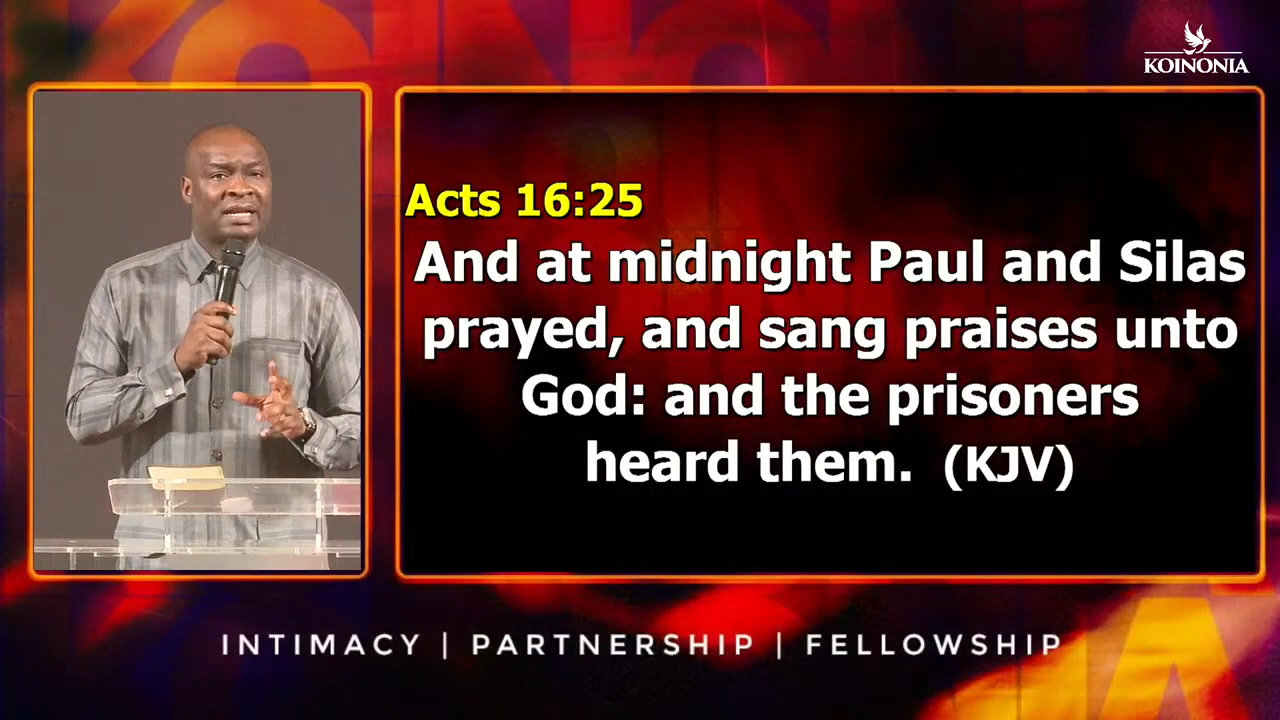 KOINONIA
Acts 16:25
And at midnight Paul and Silas
prayed, and sang praises unto
God: and the prisoners
heard them. (KJV)
INTIMACY | PARTNERSHIP | FELLOWSHIP